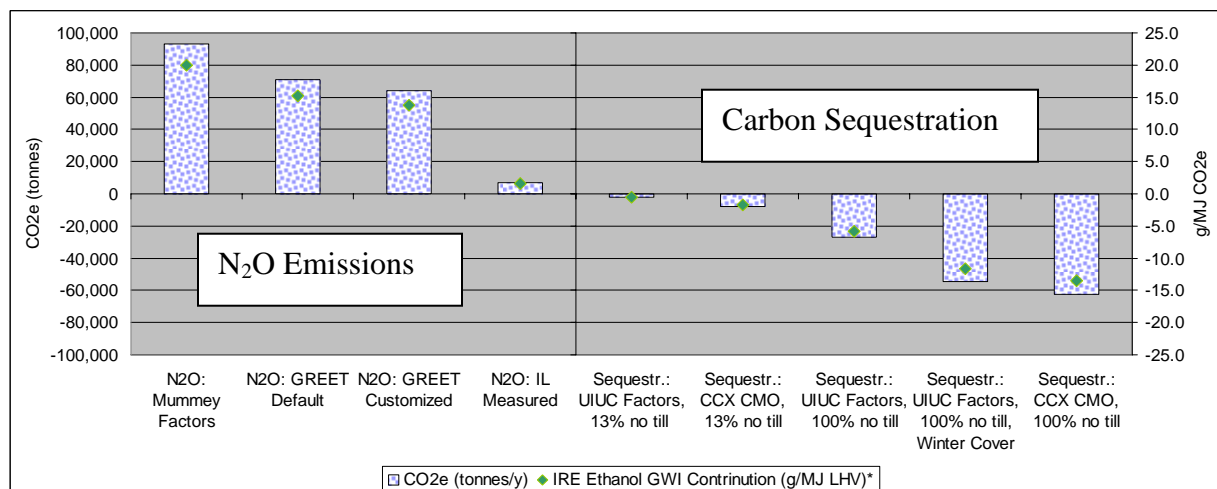 100,000
80,000
60,000
40,000
20,000
0
-20,000
-40,000
-60,000
-80,000
-100,000
CO2e (tonnes)
25.0
20.0
15.0
10.0
5.0
0.0
-5.0
-10.0
-15.0
-20.0
-25.0
g/MJ CO2e
Carbon Sequestration
N₂O Emissions
N2O:
Mummey
Factors
N2O: GREET
Default
N2O: GREET
Customized
N2O: IL
Measured
Sequestr.:
UIUC Factors,
13% no till
Sequestr.:
CCX CMO,
13% no till
Sequestr.:
UIUC Factors,
100% no till
Sequestr.:
UIUC Factors,
100% no till,
Winter Cover
Sequestr.:
CCX CMO,
100% no till
CO2e (tonnes/y)
IRE Ethanol GWI Contrinution (g/MJ LHV)*